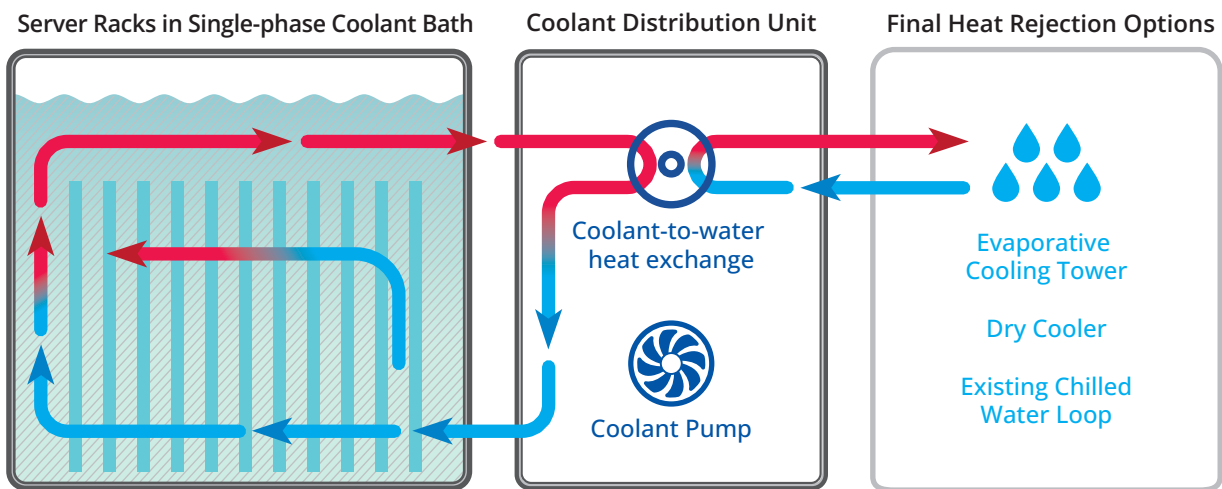 Server Racks in Single-phase Coolant Bath
Coolant Distribution Unit
Final Heat Rejection Options
Coolant-to-water
heat exchange
Coolant Pump
Evaporative
Cooling Tower
Dry Cooler
Existing Chilled
Water Loop